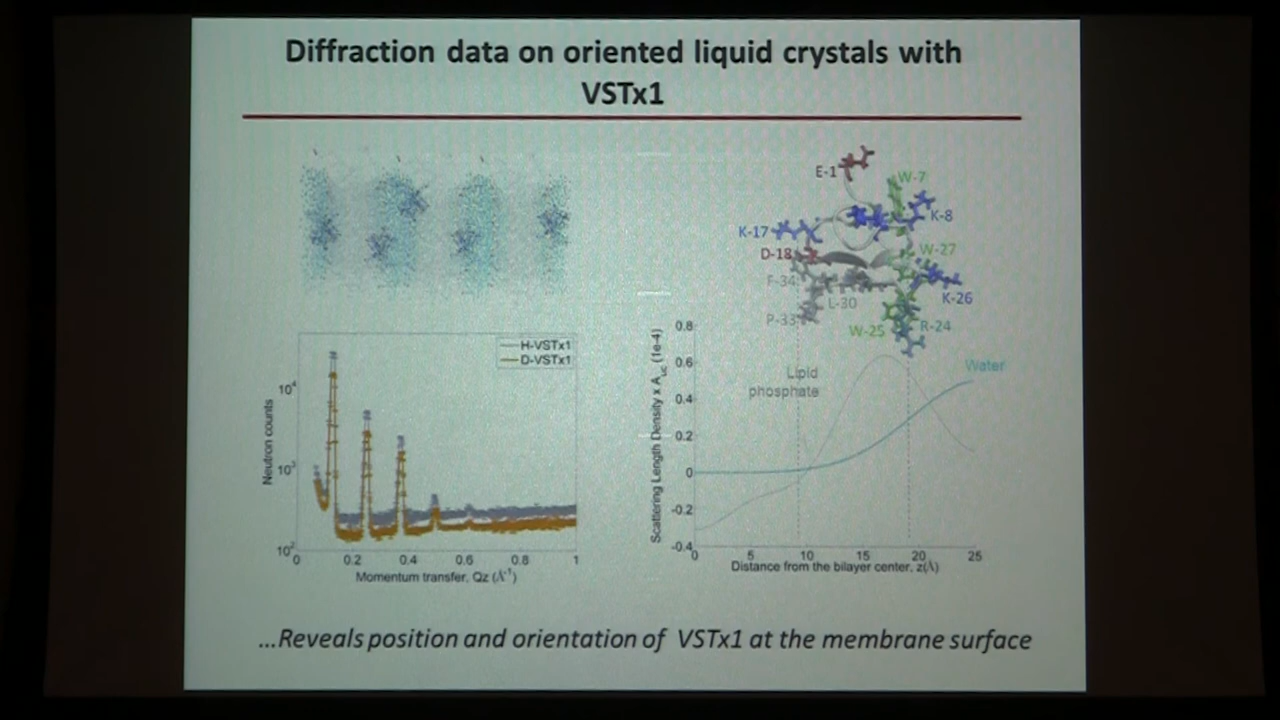 Diffraction data on oriented liquid crystals with
VSTx1
E-1
W-7
K-8
K-17
W-27
D-18
F-34
K-26
L-30
P-33
W-25
R-24
H-VSTx1
D-VSTx1
10⁴
10³
10²
Neutron counts
0 0.2 0.4 0.6 0.8 1
Momentum transfer, Qz (Å⁻¹)
0.8
0.6
0.4
0.2
0
-0.2
-0.4
Scattering Length Density x A_uc (1e-4)
Lipid
phosphate
Water
0 5 10 15 20 25
Distance from the bilayer center, z(Å)
...Reveals position and orientation of VSTx1 at the membrane surface